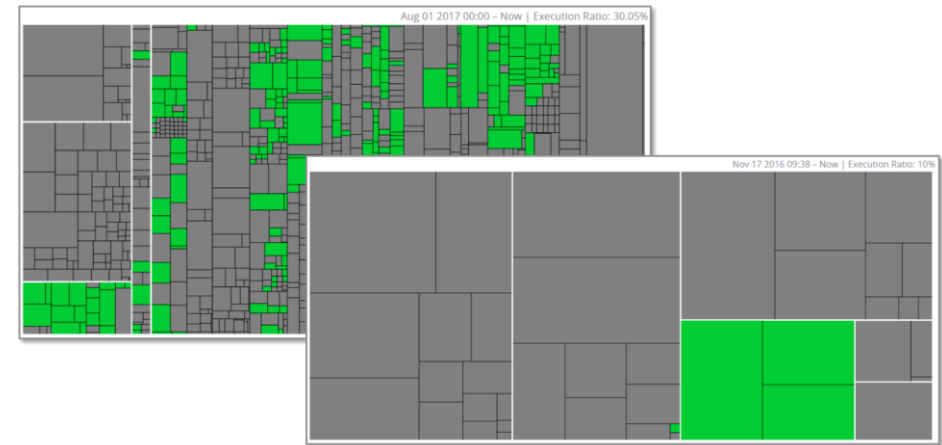 Aug 01 2017 00:00 – Now | Execution Ratio: 30.05%
Nov 17 2016 09:38 – Now | Execution Ratio: 10%